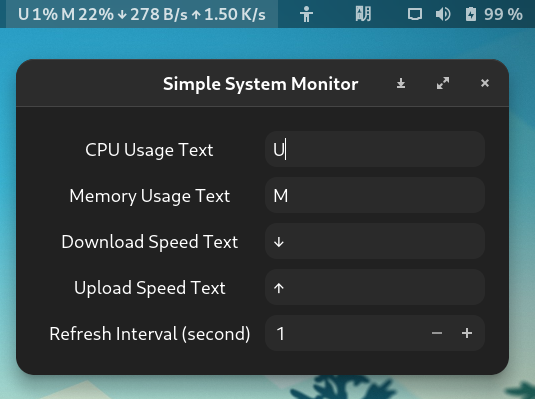 U 1% M 22% ↓ 278 B/s ↑ 1.50 K/s 99 %
Simple System Monitor
CPU Usage Text U
Memory Usage Text M
Download Speed Text ↓
Upload Speed Text ↑
Refresh Interval (second) 1 − +